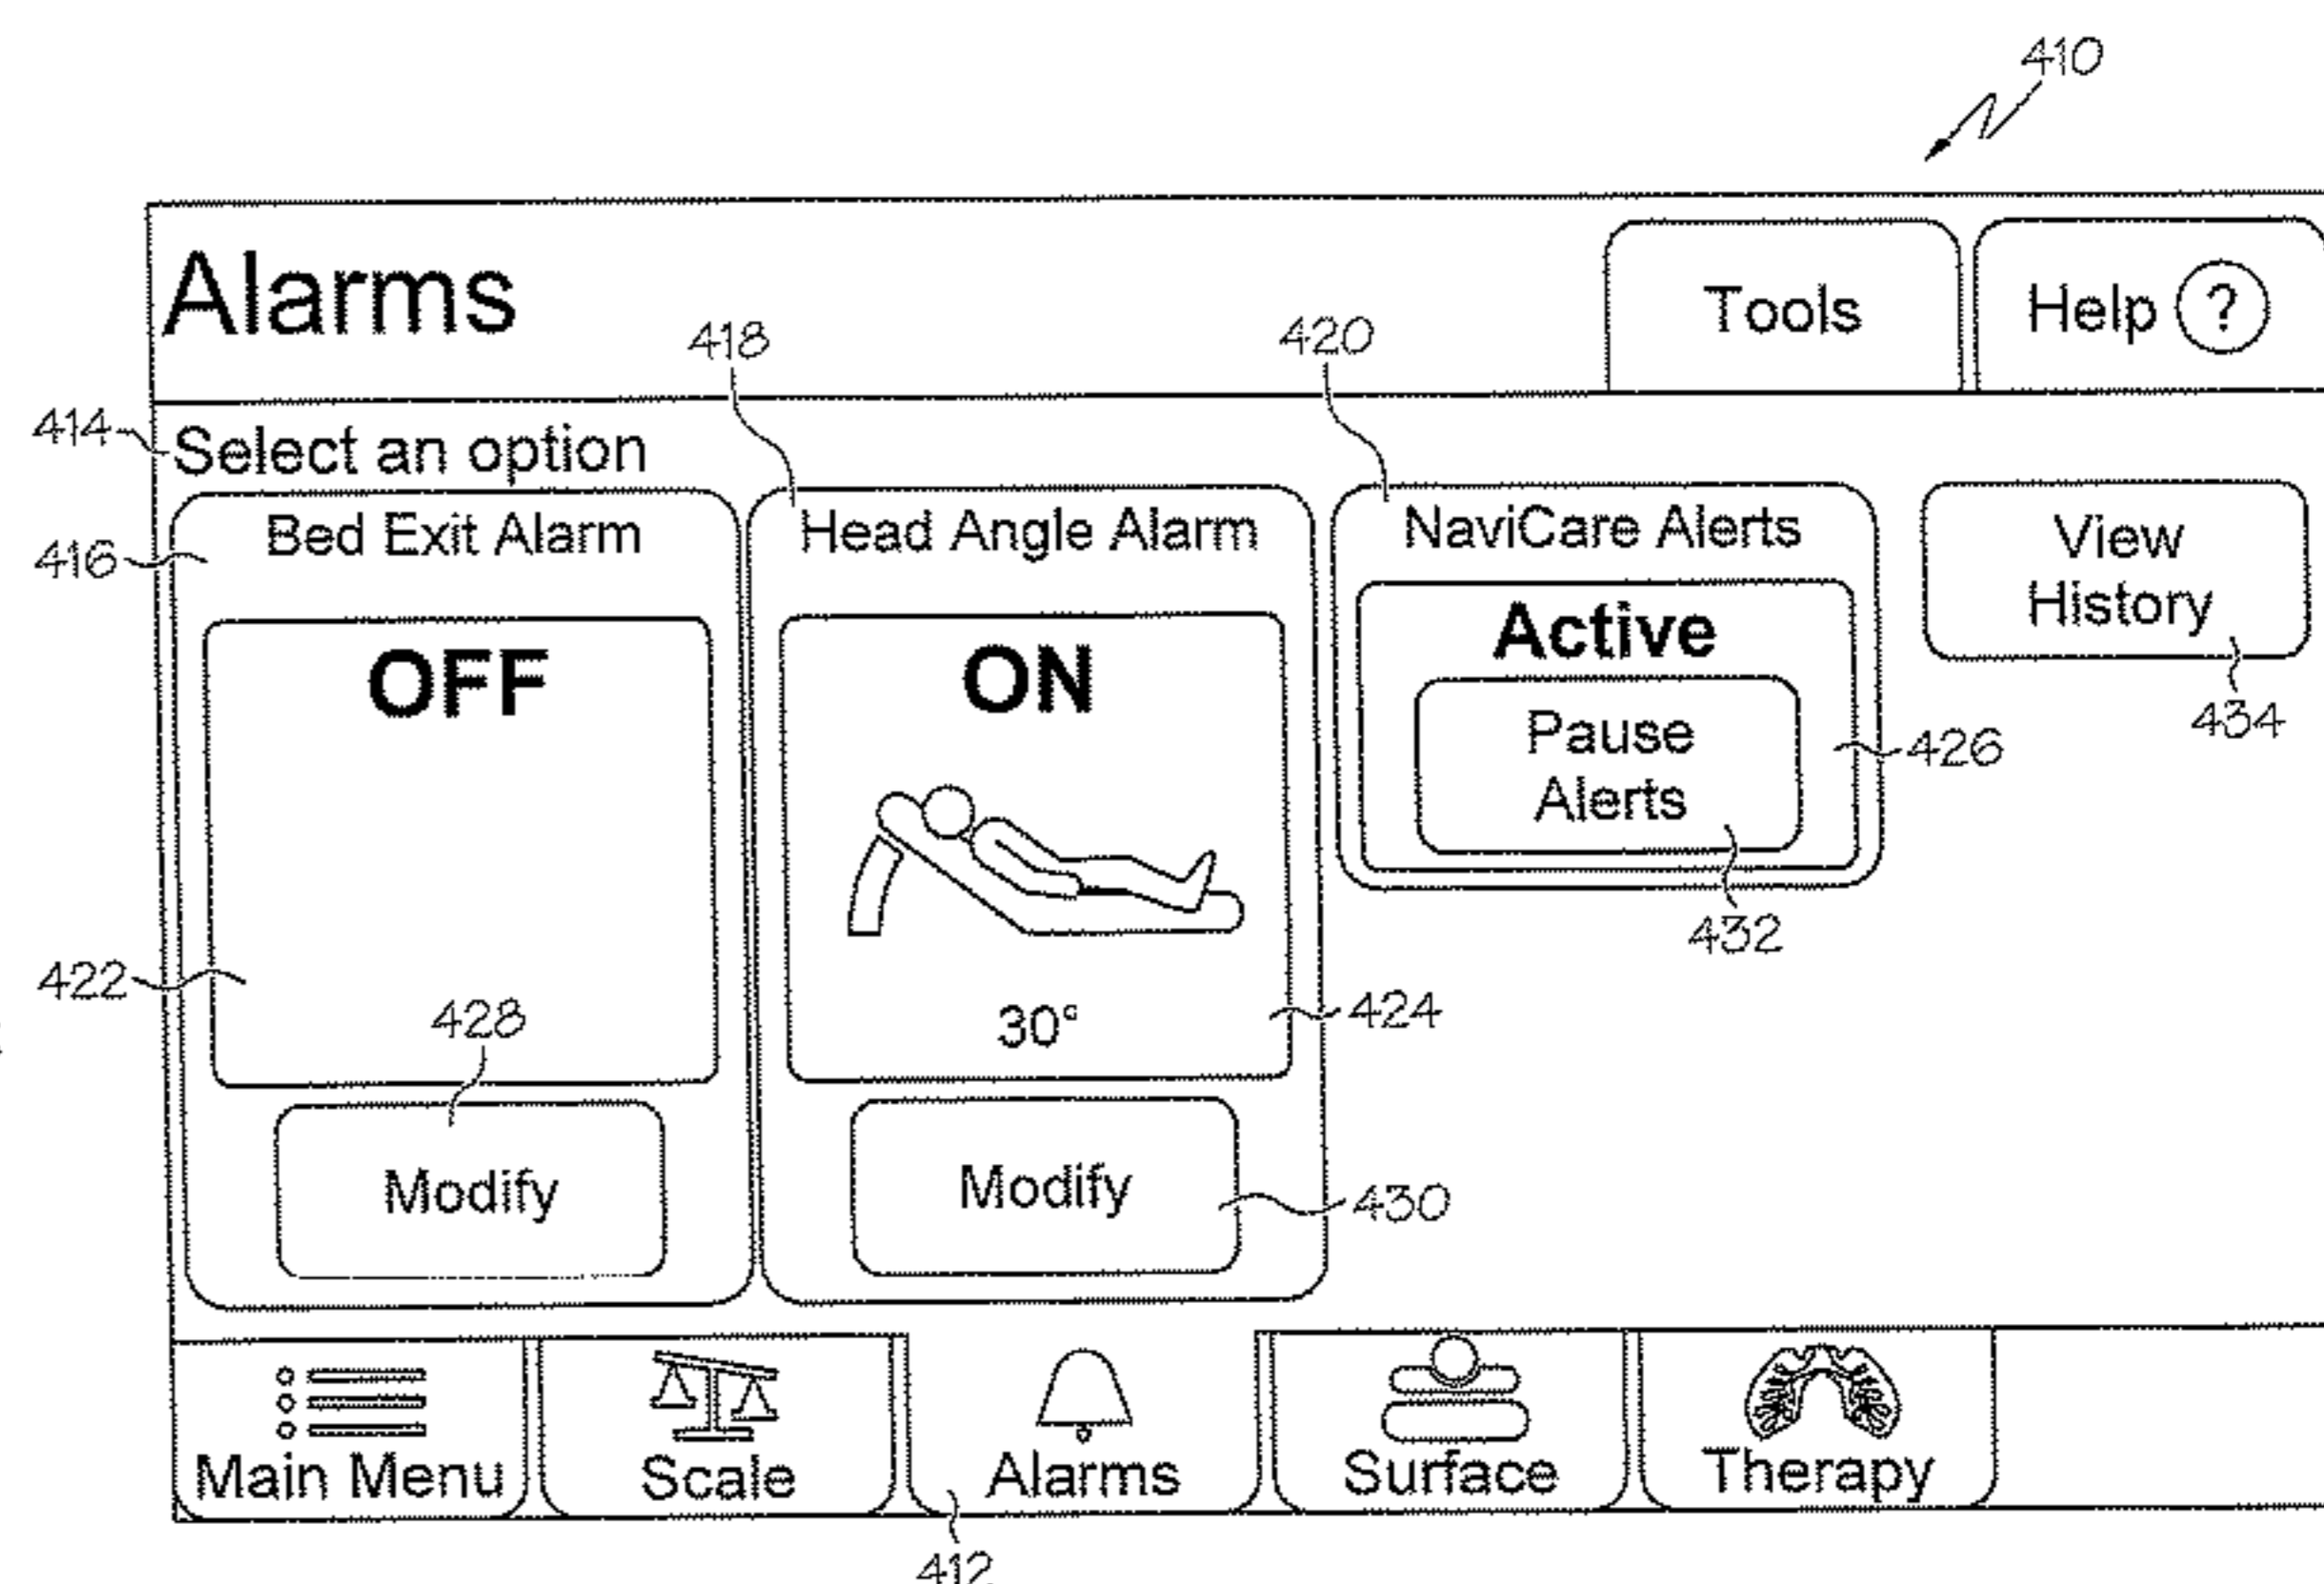 410
Alarms
Tools
Help ?
418
420
414
Select an option
416
Bed Exit Alarm
Head Angle Alarm
NaviCare Alerts
View
History
434
OFF
ON
Active
Pause
Alerts
426
432
422
428
30°
424
Modify
Modify
430
Main Menu
Scale
Alarms
Surface
Therapy
412